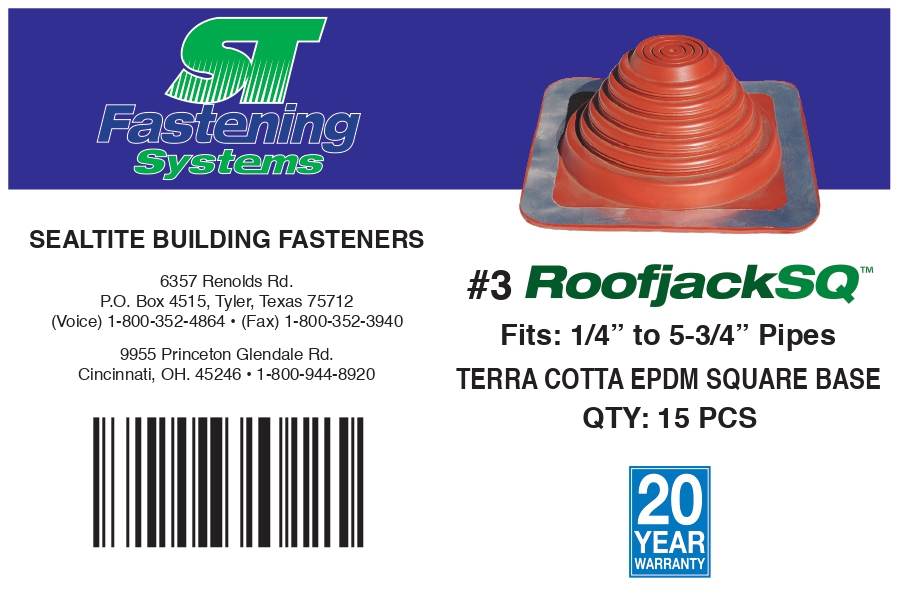 ST
Fastening
Systems
SEALTITE BUILDING FASTENERS
6357 Renolds Rd.
P.O. Box 4515, Tyler, Texas 75712
(Voice) 1-800-352-4864 • (Fax) 1-800-352-3940
9955 Princeton Glendale Rd.
Cincinnati, OH. 45246 • 1-800-944-8920
#3 RoofjackSQ™
Fits: 1/4” to 5-3/4” Pipes
TERRA COTTA EPDM SQUARE BASE
QTY: 15 PCS
20
YEAR
WARRANTY